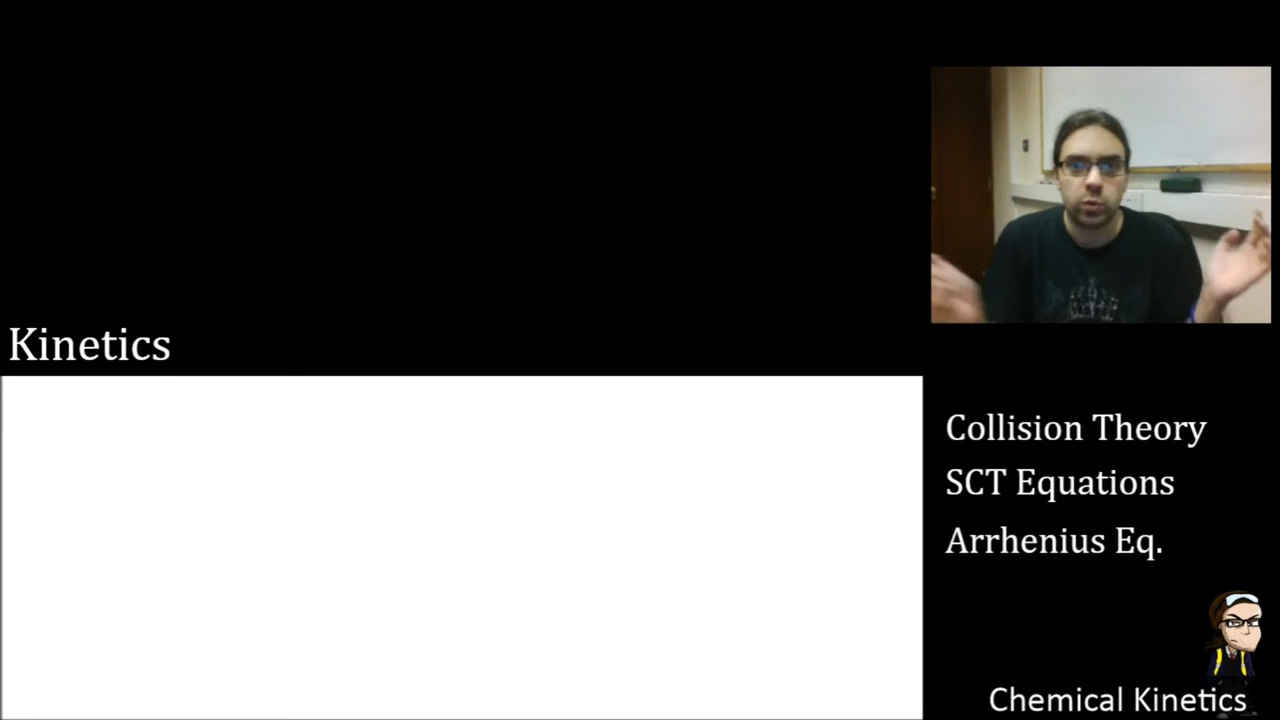 Kinetics
Collision Theory
SCT Equations
Arrhenius Eq.
Chemical Kinetics